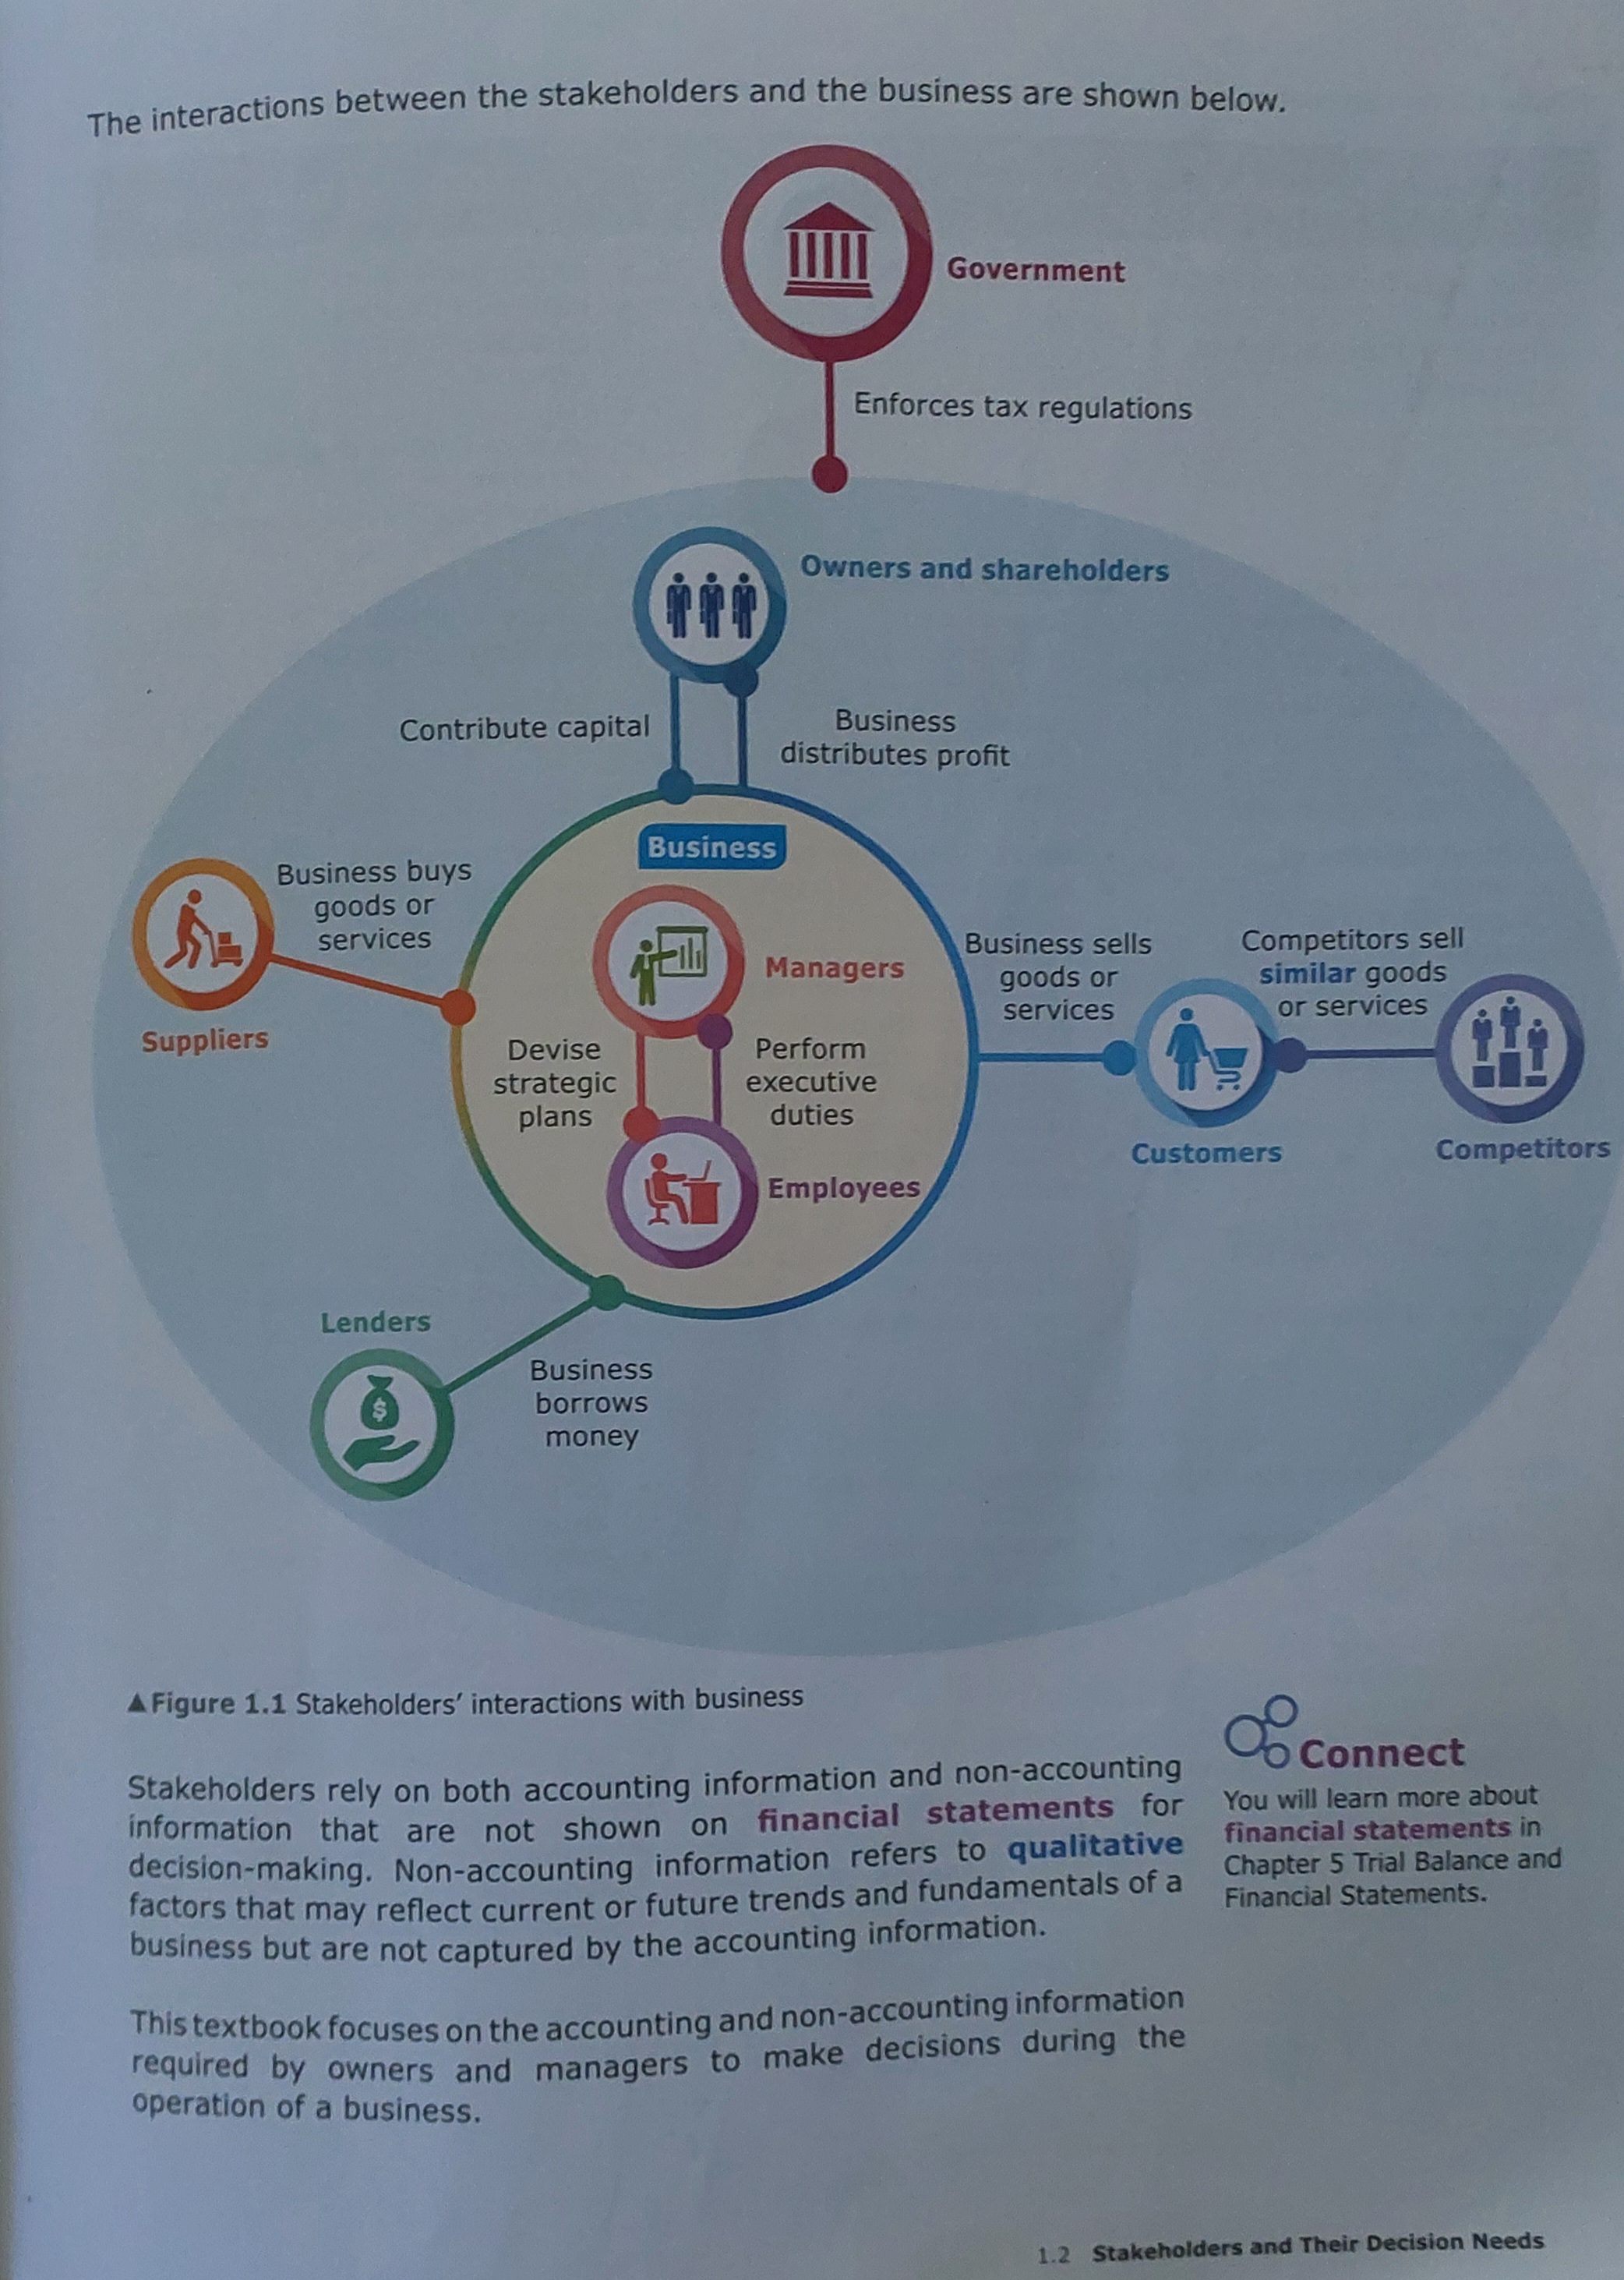 The interactions between the stakeholders and the business are shown below.
Government
Enforces tax regulations
Owners and shareholders
Contribute capital
Business
distributes profit
Business
Business buys
goods or
services
Suppliers
Managers
Devise
strategic
plans
Perform
executive
duties
Employees
Business sells
goods or
services
Customers
Competitors sell
similar goods
or services
Competitors
Lenders
$
Business
borrows
money
▲Figure 1.1 Stakeholders' interactions with business
Stakeholders rely on both accounting information and non-accounting
information that are not shown on financial statements for
decision-making. Non-accounting information refers to qualitative
factors that may reflect current or future trends and fundamentals of a
business but are not captured by the accounting information.
This textbook focuses on the accounting and non-accounting information
required by owners and managers to make decisions during the
operation of a business.
Connect
You will learn more about
financial statements in
Chapter 5 Trial Balance and
Financial Statements.
1.2 Stakeholders and Their Decision Needs